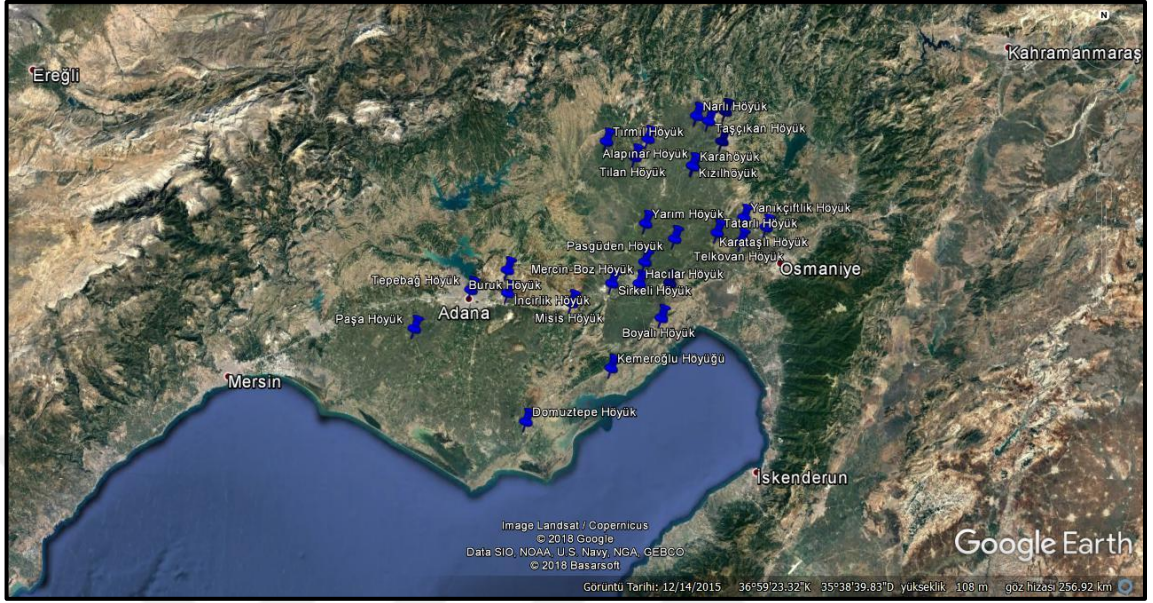 N
Kahramanmaraş
Ereğli
Narlı Höyük
Tırmıl Höyük
Taşçıkan Höyük
Alapınar Höyük
Karahöyük
Tılan Höyük
Kızılhöyük
Yanıkçıftlik Höyük
Yarım Höyük
Tatarlı Höyük
Pasgüden Höyük
Karataşlı Höyük
Telkovan Höyük
Osmaniye
Mercin-Boz Höyük
Hacılar Höyük
Tepebağ Höyük
Buruk Höyük
Sirkeli Höyük
İncirlik Höyük
Adana
Misis Höyük
Paşa Höyük
Boyalı Höyük
Kemeroğlu Höyüğü
Mersin
Domuztepe Höyük
İskenderun
Image Landsat / Copernicus
© 2018 Google
Data SIO, NOAA, U.S. Navy, NGA, GEBCO
© 2018 Basarsoft
Google Earth
Görüntü Tarihi: 12/14/2015 36°59'23.32"K 35°38'39.83"D yükseklik 108 m göz hizası 256.92 km